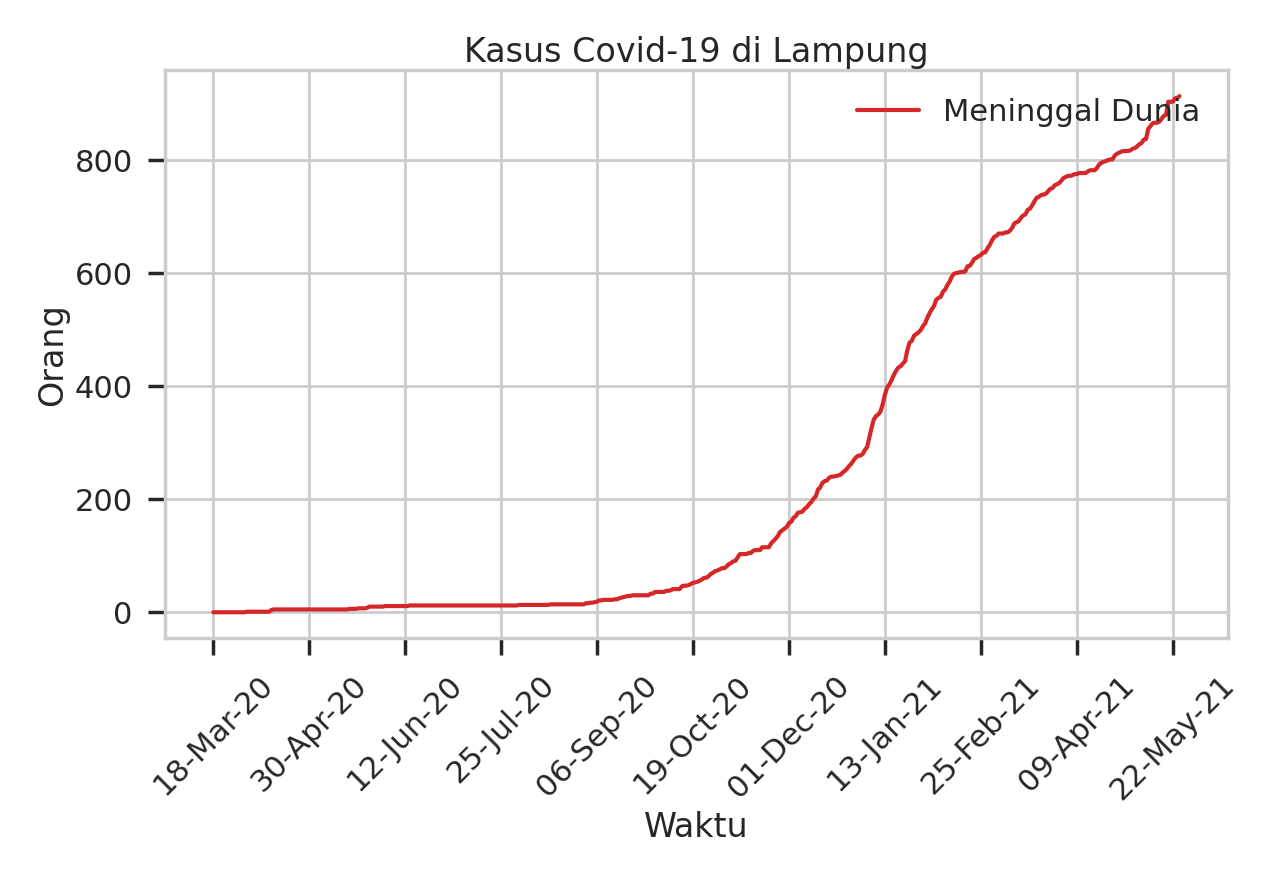 Kasus Covid-19 di Lampung
Meninggal Dunia
Orang
800
600
400
200
0
18-Mar-20
30-Apr-20
12-Jun-20
25-Jul-20
06-Sep-20
19-Oct-20
01-Dec-20
13-Jan-21
25-Feb-21
09-Apr-21
22-May-21
Waktu